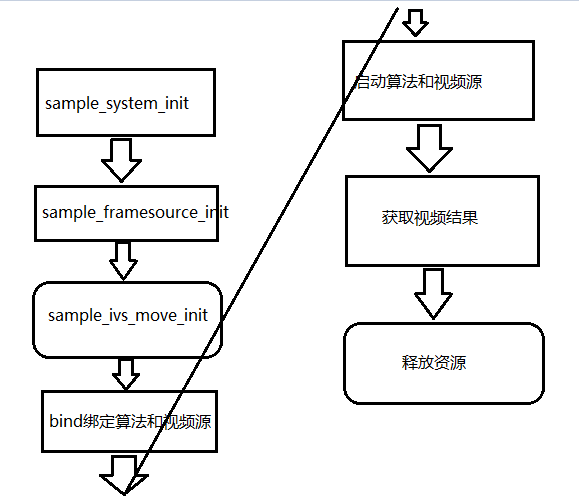 sample_system_init
sample_framesource_init
sample_ivs_move_init
bind绑定算法和视频源
启动算法和视频源
获取视频结果
释放资源